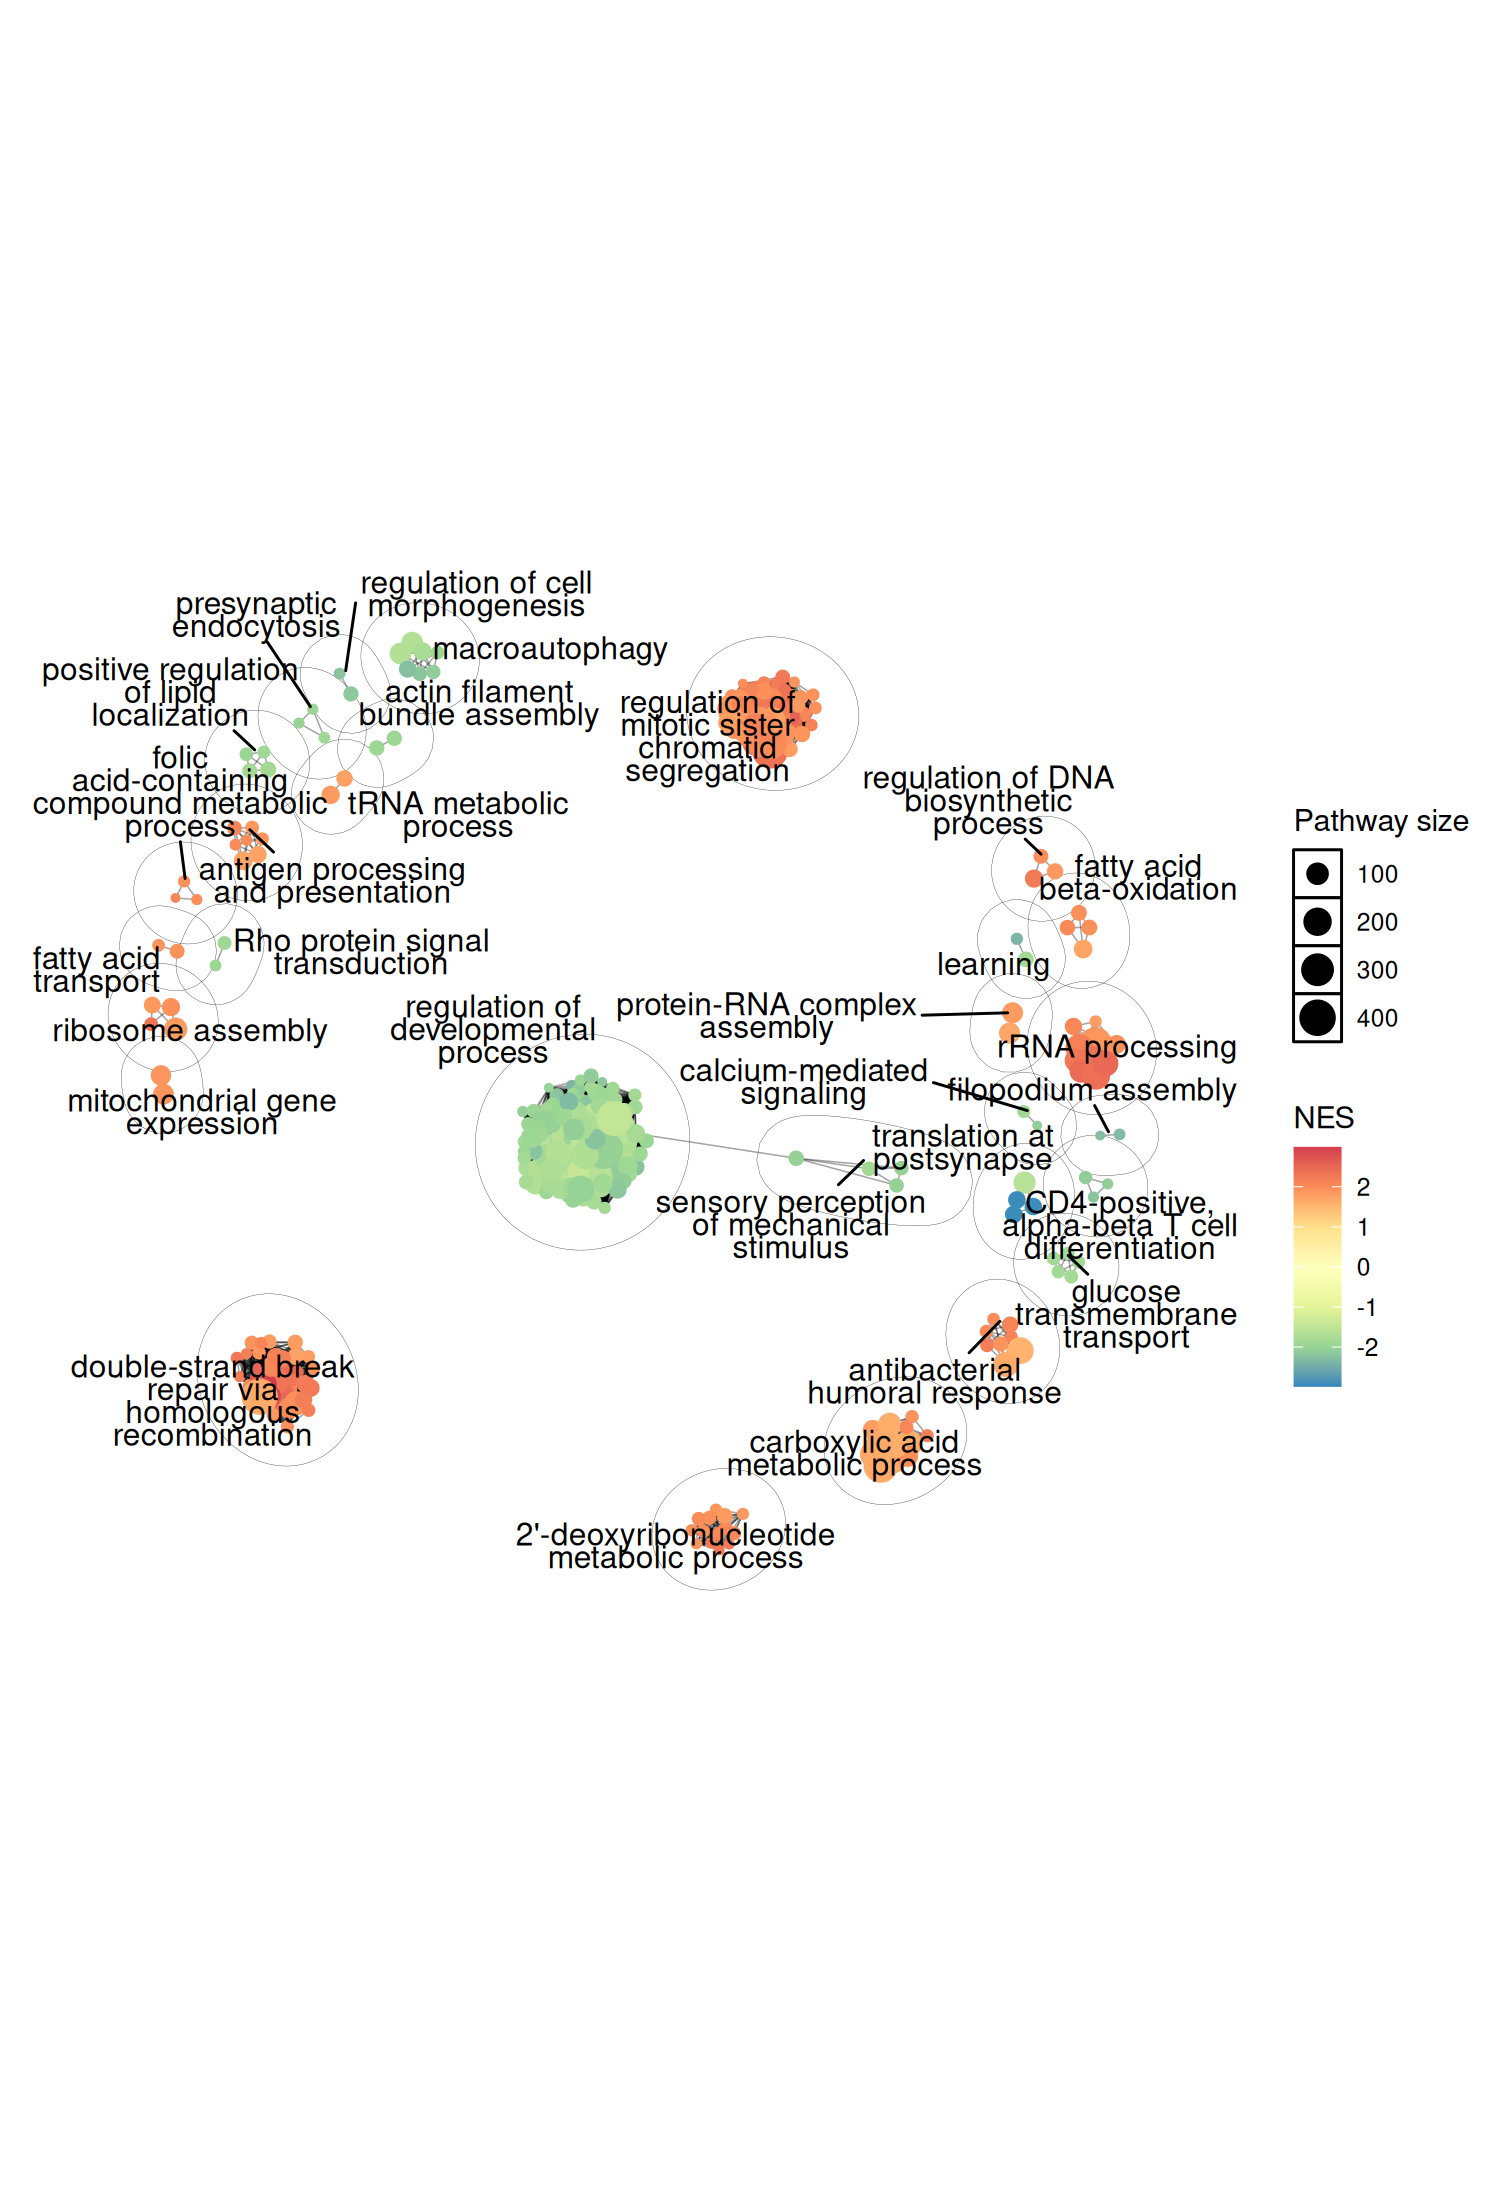 regulation of cell
morphogenesis
presynaptic
endocytosis
macroautophagy
positive regulation
of lipid
localization
actin filament
bundle assembly
regulation of
mitotic sister
chromatid
segregation
folic
acid-containing
compound metabolic
process
tRNA metabolic
process
regulation of DNA
biosynthetic
process
antigen processing
and presentation
fatty acid
beta-oxidation
Rho protein signal
transduction
fatty acid
transport
learning
regulation of
developmental
process
protein-RNA complex
assembly
ribosome assembly
rRNA processing
calcium-mediated
signaling
filopodium assembly
mitochondrial gene
expression
translation at
postsynapse
sensory perception
of mechanical
stimulus
CD4-positive,
alpha-beta T cell
differentiation
glucose
transmembrane
transport
antibacterial
humoral response
double-strand break
repair via
homologous
recombination
carboxylic acid
metabolic process
2'-deoxyribonucleotide
metabolic process
Pathway size
100
200
300
400
NES
2
1
0
-1
-2